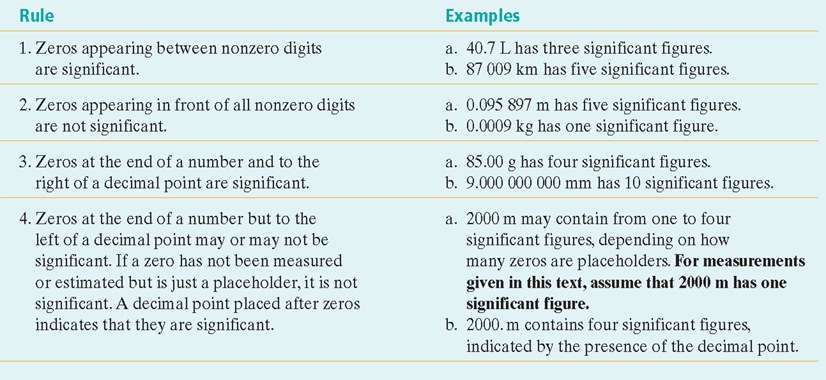 Rule Examples
1. Zeros appearing between nonzero digits
are significant.
a. 40.7 L has three significant figures.
b. 87 009 km has five significant figures.
2. Zeros appearing in front of all nonzero digits
are not significant.
a. 0.095 897 m has five significant figures.
b. 0.0009 kg has one significant figure.
3. Zeros at the end of a number and to the
right of a decimal point are significant.
a. 85.00 g has four significant figures.
b. 9.000 000 000 mm has 10 significant figures.
4. Zeros at the end of a number but to the
left of a decimal point may or may not be
significant. If a zero has not been measured
or estimated but is just a placeholder, it is not
significant. A decimal point placed after zeros
indicates that they are significant.
a. 2000 m may contain from one to four
significant figures, depending on how
many zeros are placeholders. For measurements
given in this text, assume that 2000 m has one
significant figure.
b. 2000. m contains four significant figures,
indicated by the presence of the decimal point.